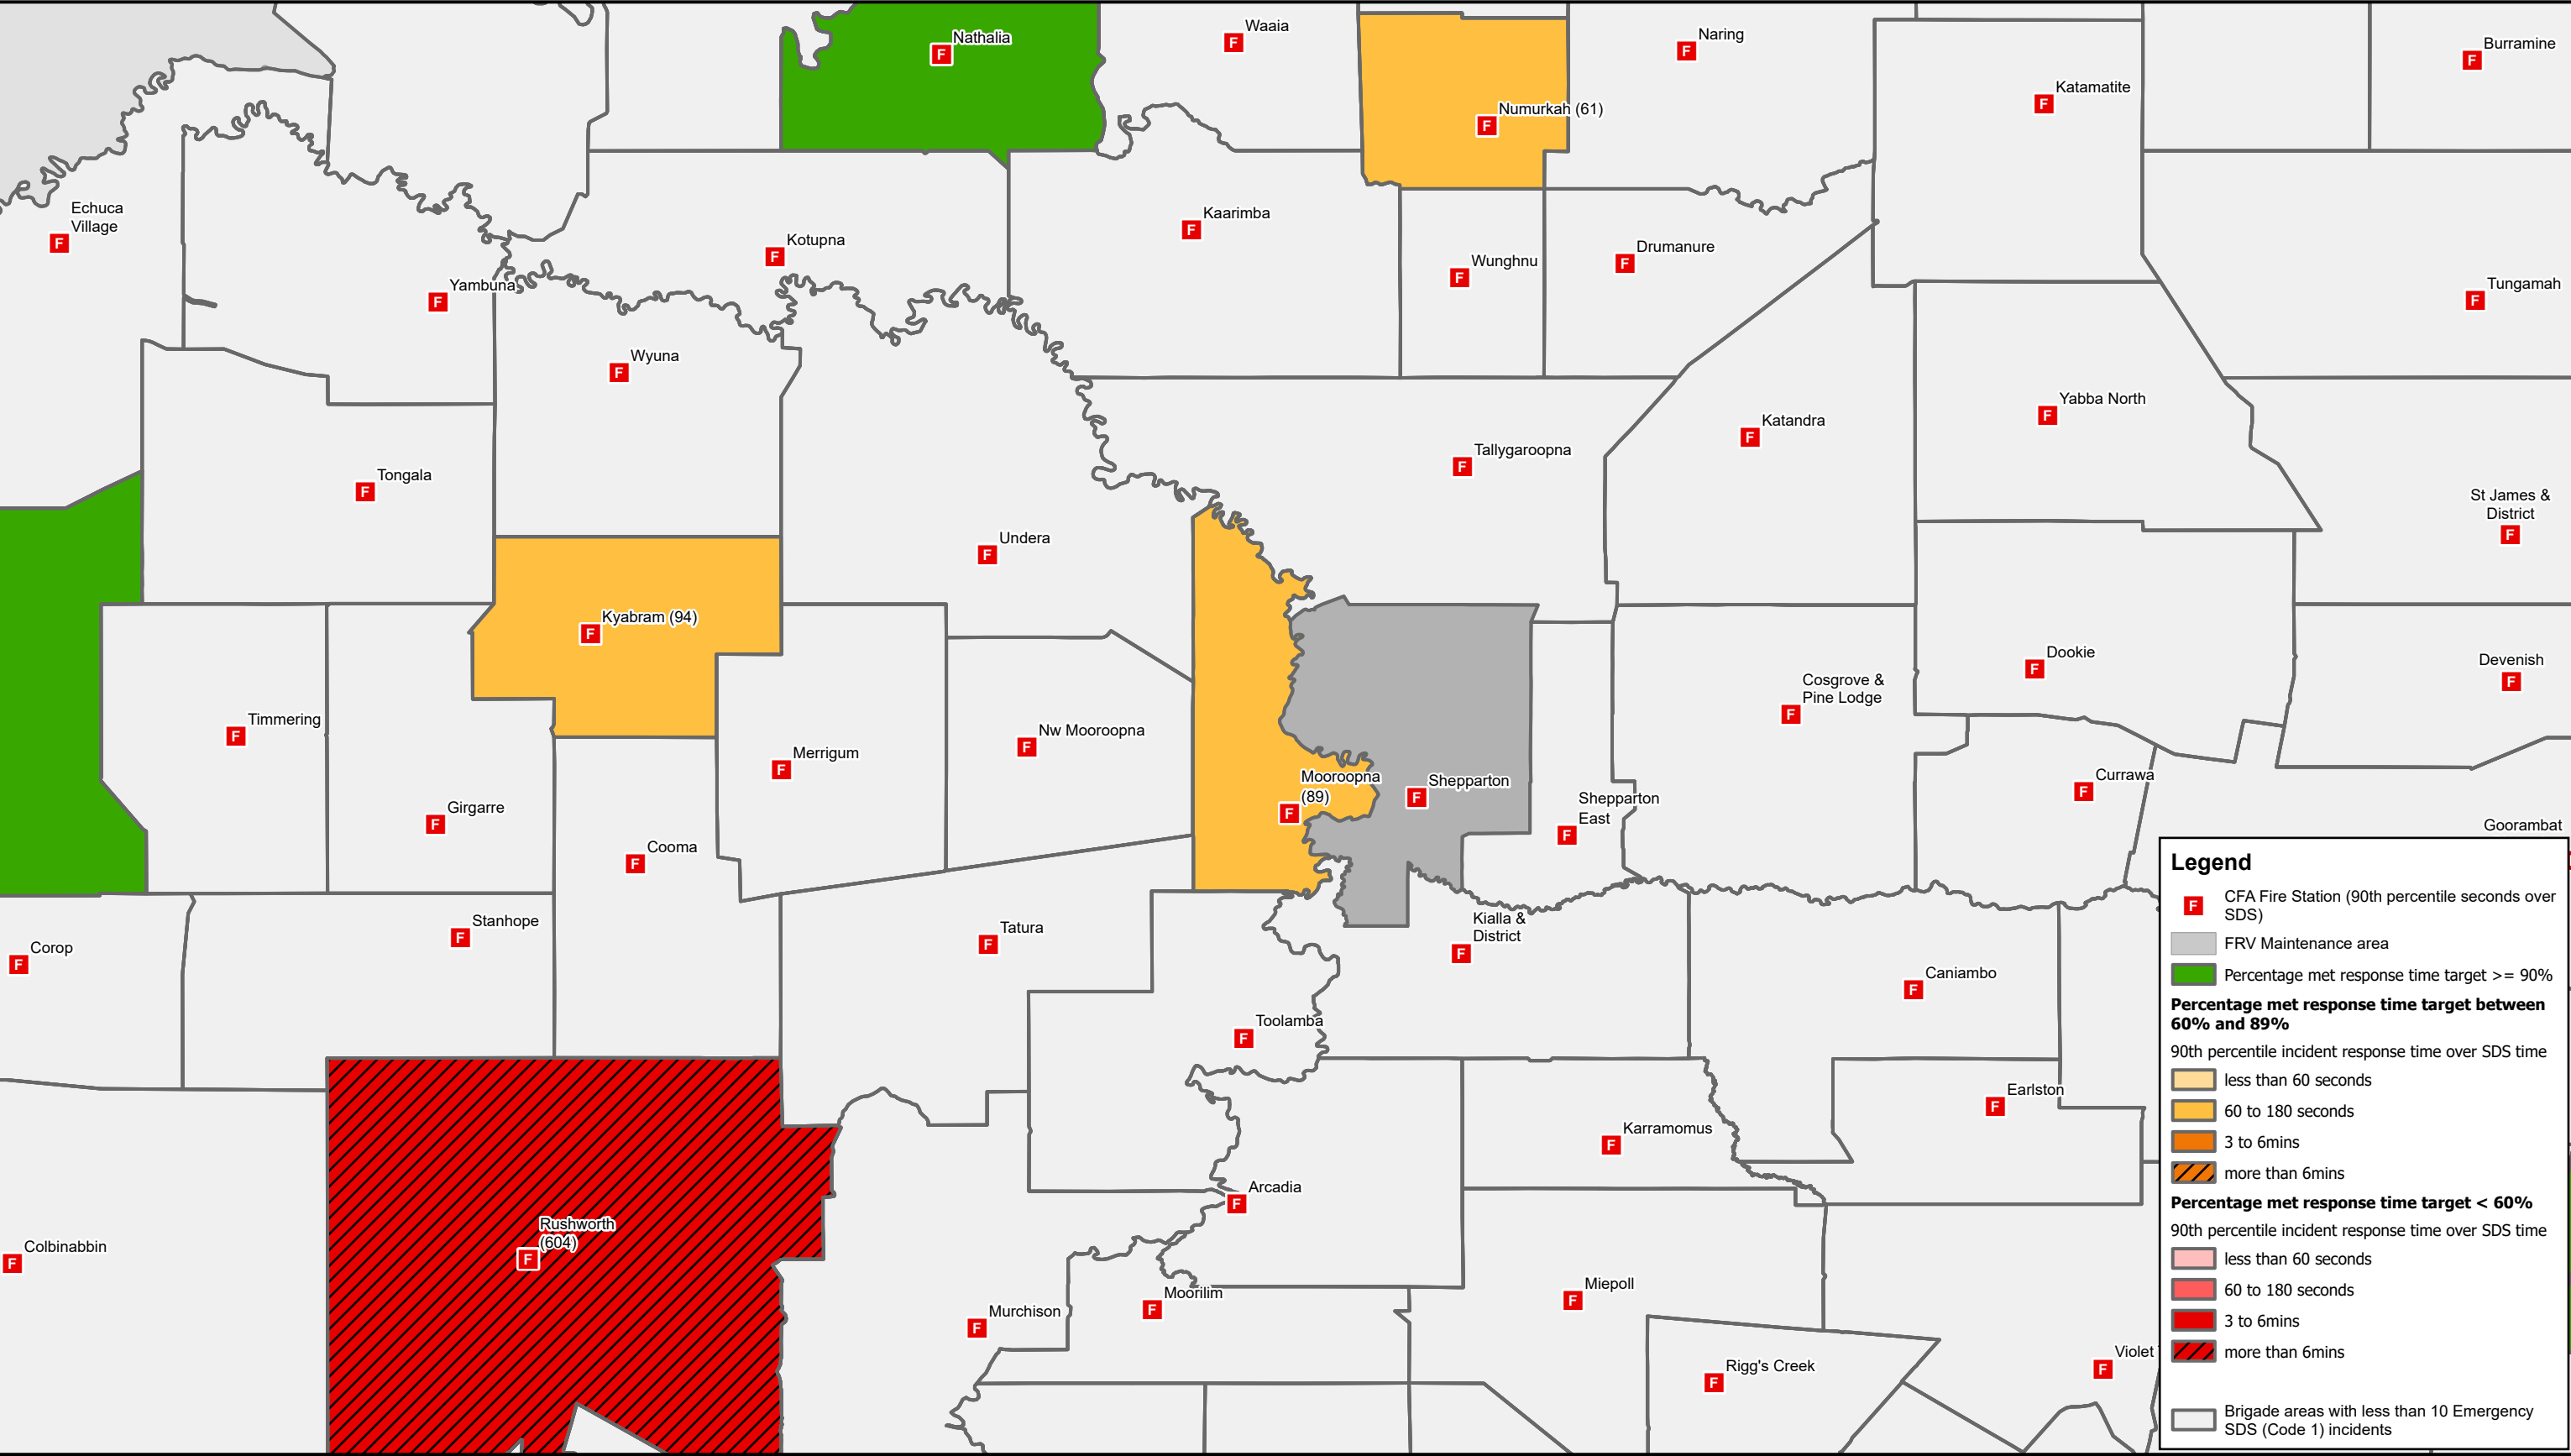 Nathalia
F
Waaia
F
Numurkah (61)
F
Naring
F
Katamatite
F
Burramine
F
Echuca
Village
F
Yambuna
F
Kotupna
F
Kaarimba
F
Wunghnu
F
Drumanure
F
Tungamah
F
Wyuna
F
Tongala
F
Undera
F
Tallygaroopna
F
Katandra
F
Yabba North
F
St James &
District
F
Kyabram (94)
F
Timmering
F
Girgarre
F
Cooma
F
Merrigum
F
Nw Mooroopna
F
Mooroopna
(89)
F
Shepparton
F
Shepparton
East
F
Cosgrove &
Pine Lodge
F
Dookie
F
Devenish
F
Currawa
F
Goorambat
Corop
F
Stanhope
F
Tatura
F
Kialla &
District
F
Caniambo
F
Toolamba
F
Earlston
F
Karramomus
F
Arcadia
F
Colbinabbin
F
Rushworth
(604)
F
Murchison
F
Moorilim
F
Miepoll
F
Rigg's Creek
F
Violet
F
Legend
F
CFA Fire Station (90th percentile seconds over
SDS)
FRV Maintenance area
Percentage met response time target >= 90%
Percentage met response time target between
60% and 89%
90th percentile incident response time over SDS time
less than 60 seconds
60 to 180 seconds
3 to 6mins
more than 6mins
Percentage met response time target < 60%
90th percentile incident response time over SDS time
less than 60 seconds
60 to 180 seconds
3 to 6mins
more than 6mins
Brigade areas with less than 10 Emergency
SDS (Code 1) incidents